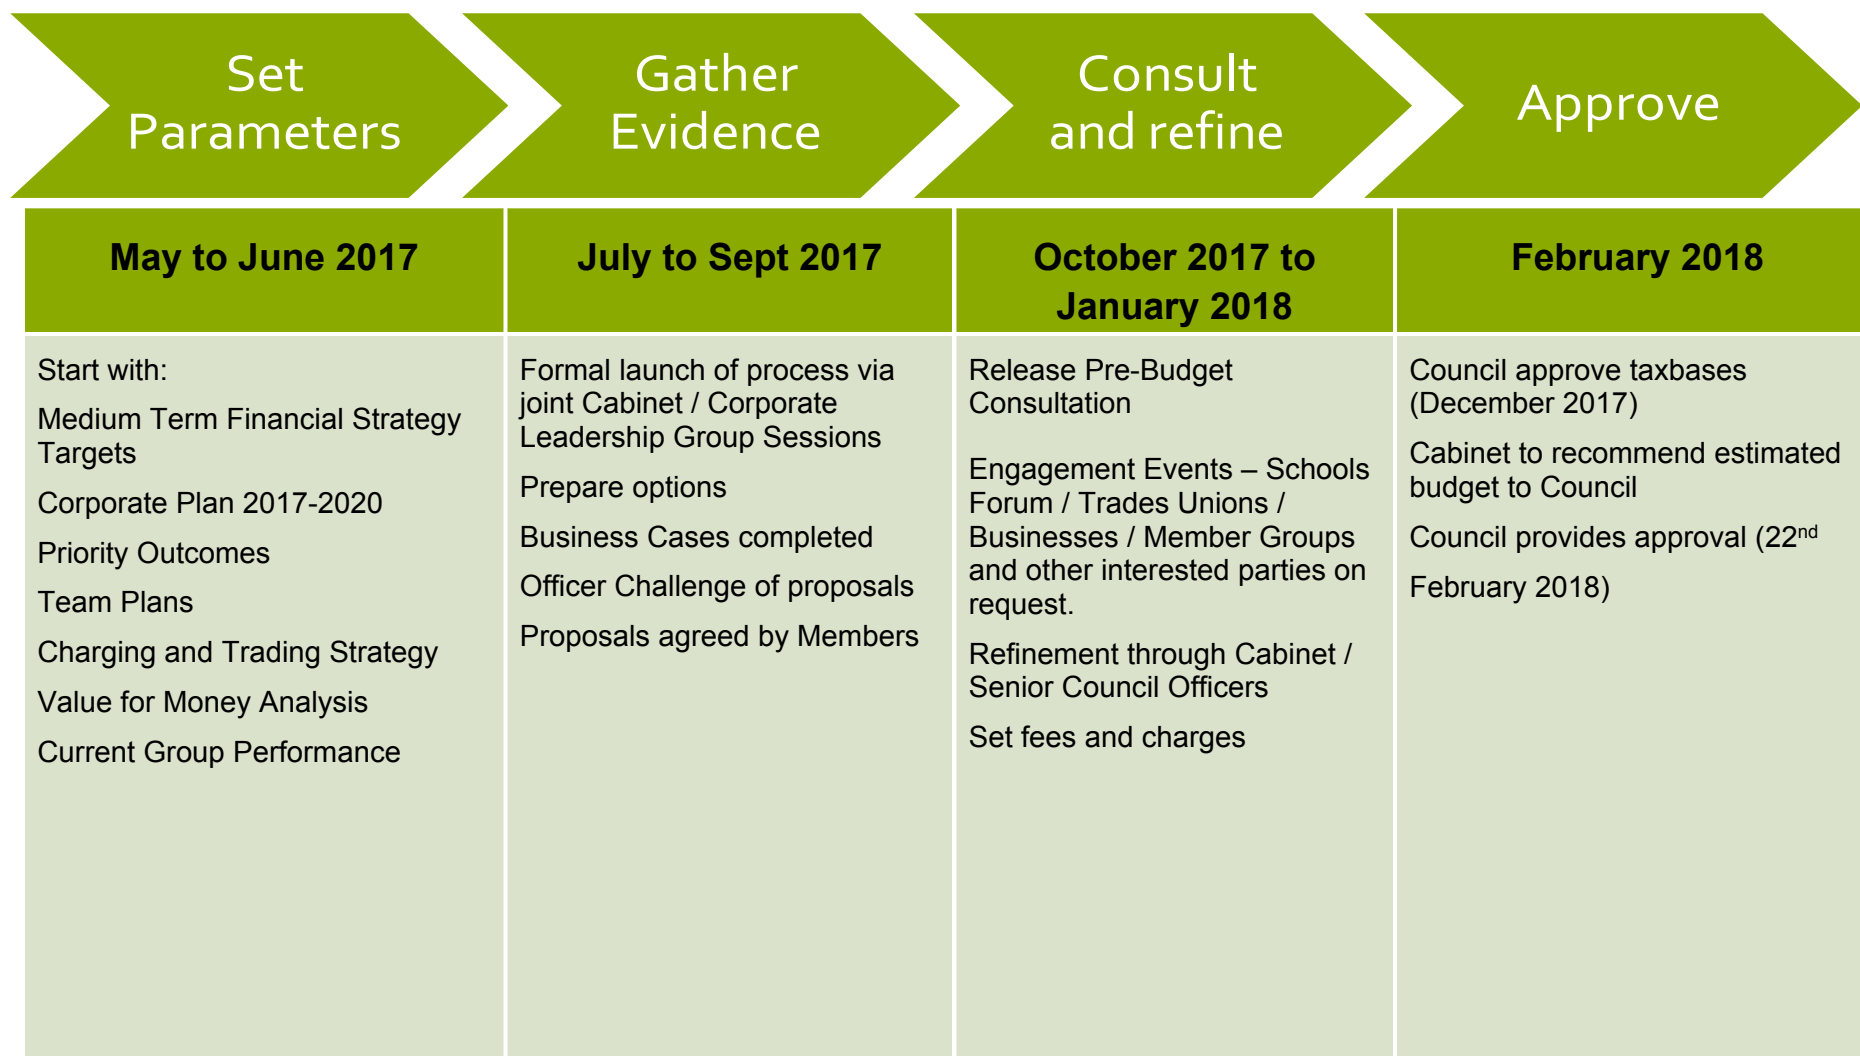 Set
Parameters
Gather
Evidence
Consult
and refine
Approve
May to June 2017
July to Sept 2017
October 2017 to
January 2018
February 2018
Start with:
Medium Term Financial Strategy
Targets
Corporate Plan 2017-2020
Priority Outcomes
Team Plans
Charging and Trading Strategy
Value for Money Analysis
Current Group Performance
Formal launch of process via
joint Cabinet / Corporate
Leadership Group Sessions
Prepare options
Business Cases completed
Officer Challenge of proposals
Proposals agreed by Members
Release Pre-Budget
Consultation
Engagement Events – Schools
Forum / Trades Unions /
Businesses / Member Groups
and other interested parties on
request.
Refinement through Cabinet /
Senior Council Officers
Set fees and charges
Council approve taxbases
(December 2017)
Cabinet to recommend estimated
budget to Council
Council provides approval (22nd
February 2018)